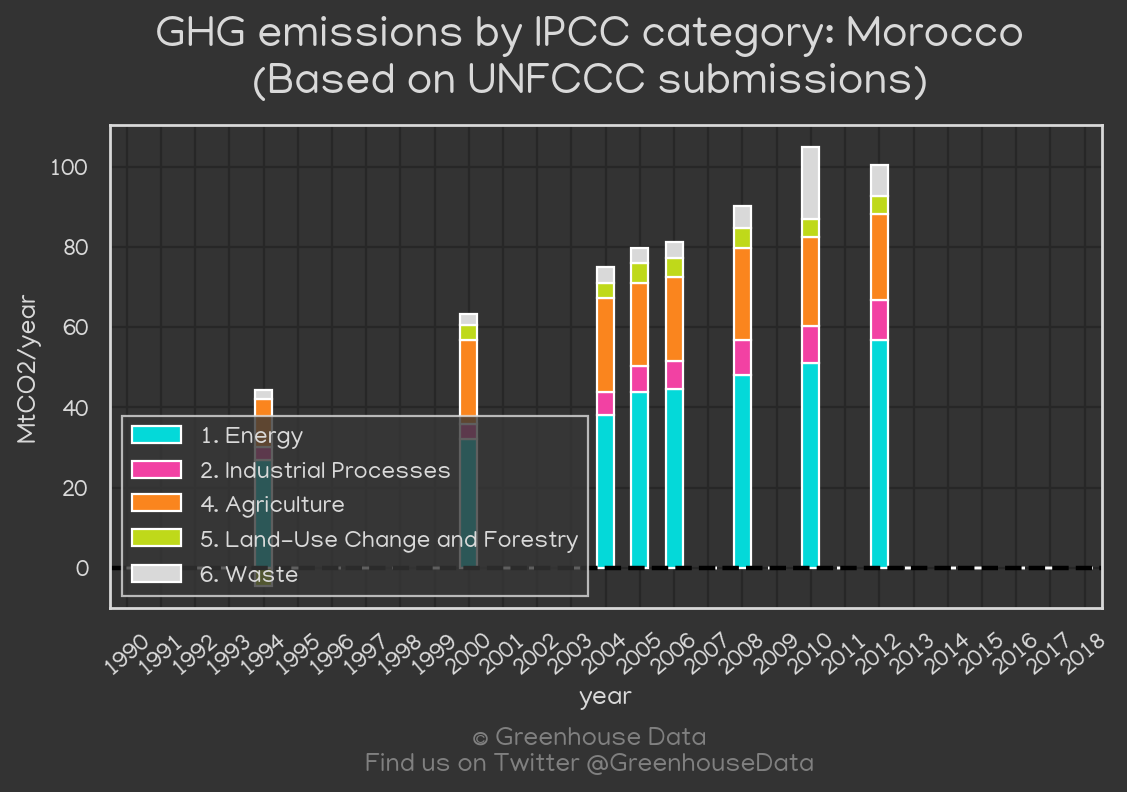 GHG emissions by IPCC category: Morocco
(Based on UNFCCC submissions)
MtCO2/year
100
80
60
40
20
0
1. Energy
2. Industrial Processes
4. Agriculture
5. Land-Use Change and Forestry
6. Waste
1990 1991 1992 1993 1994 1995 1996 1997 1998 1999 2000 2001 2002 2003 2004 2005 2006 2007 2008 2009 2010 2011 2012 2013 2014 2015 2016 2017 2018
year
© Greenhouse Data
Find us on Twitter @GreenhouseData